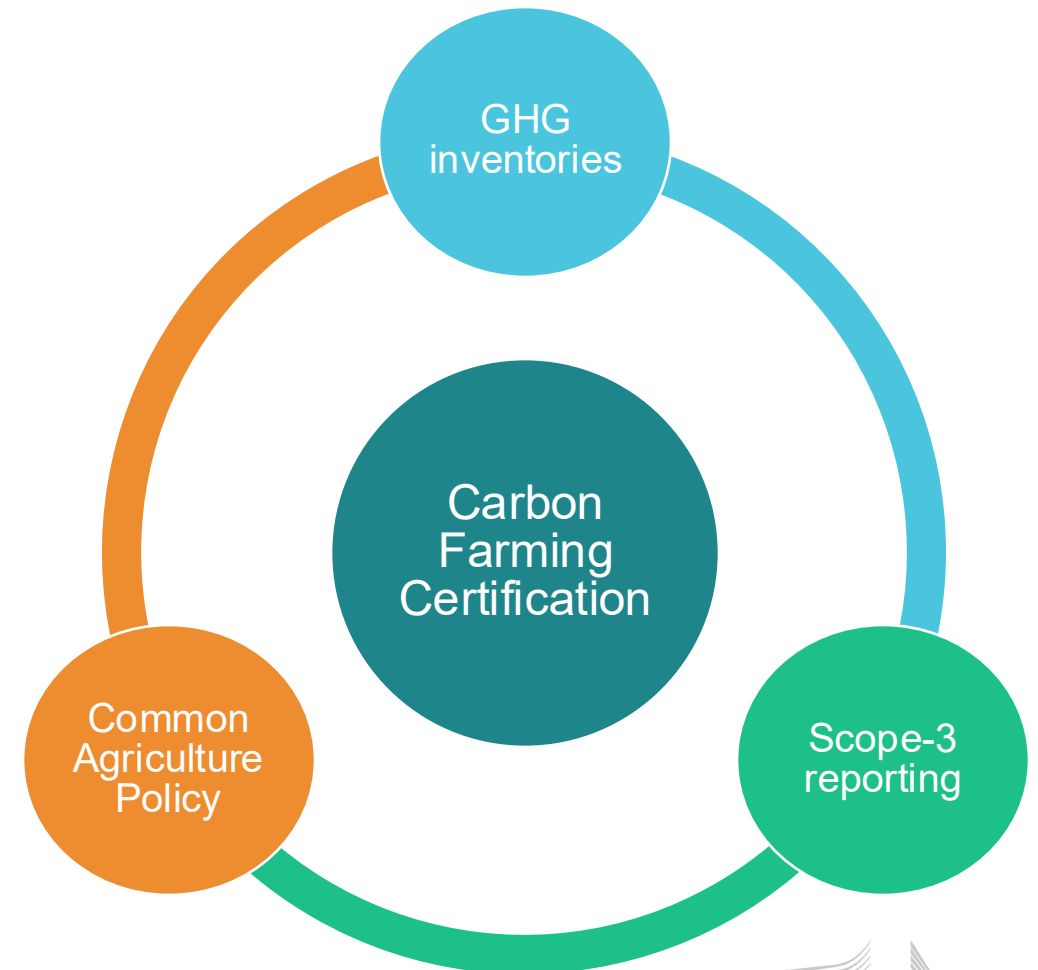 GHG
inventories
Carbon
Farming
Certification
Common
Agriculture
Policy
Scope-3
reporting